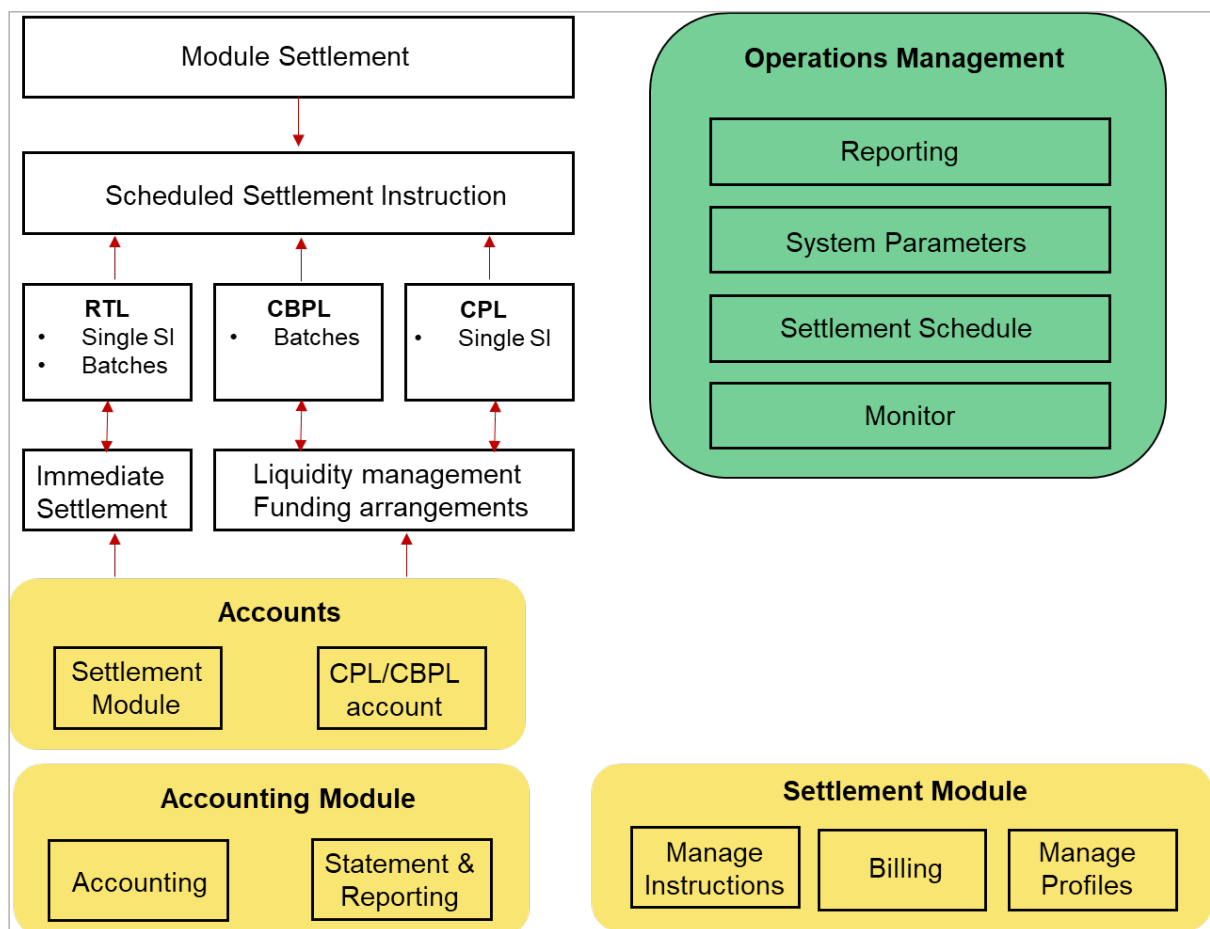 Module Settlement
Scheduled Settlement Instruction
RTL
• Single SI
• Batches
CBPL
• Batches
CPL
• Single SI
Immediate
Settlement
Liquidity management
Funding arrangements
Accounts
Settlement
Module
CPL/CBPL
account
Accounting Module
Accounting
Statement &
Reporting
Operations Management
Reporting
System Parameters
Settlement Schedule
Monitor
Settlement Module
Manage
Instructions
Billing
Manage
Profiles